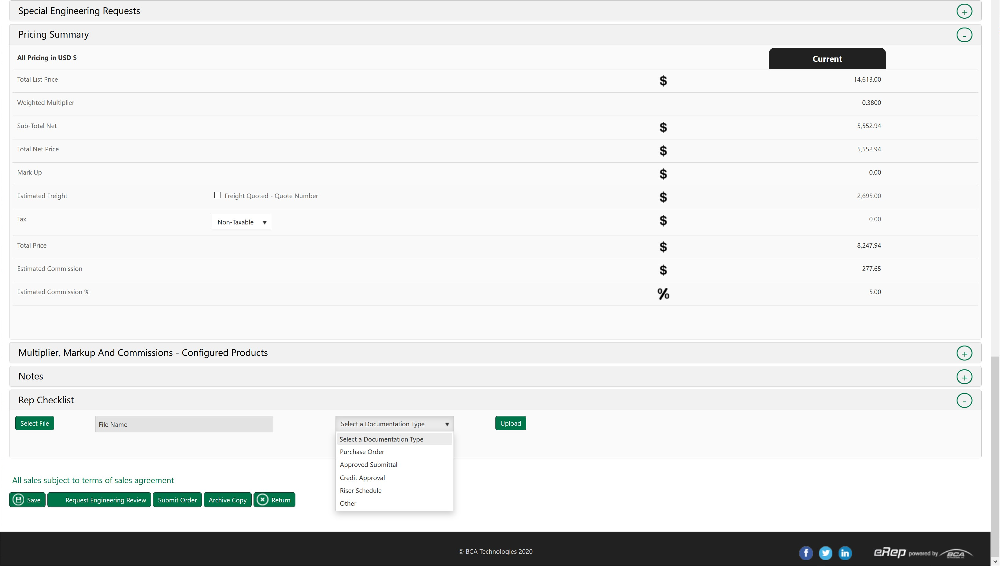 Special Engineering Requests
+
Pricing Summary
-
All Pricing in USD $
Current
Total List Price $ 14,613.00
Weighted Multiplier 0.3800
Sub-Total Net $ 5,552.94
Total Net Price $ 5,552.94
Mark Up $ 0.00
Estimated Freight Freight Quoted - Quote Number $ 2,695.00
Tax Non-Taxable $ 0.00
Total Price $ 8,247.94
Estimated Commission $ 277.65
Estimated Commission % % 5.00
Multiplier, Markup And Commissions - Configured Products
+
Notes
+
Rep Checklist
-
Select File File Name Select a Documentation Type Upload
Select a Documentation Type
Purchase Order
Approved Submittal
Credit Approval
Riser Schedule
Other
All sales subject to terms of sales agreement
Save Request Engineering Review Submit Order Archive Copy Return
© BCA Technologies 2020
f in eRep powered by BCA